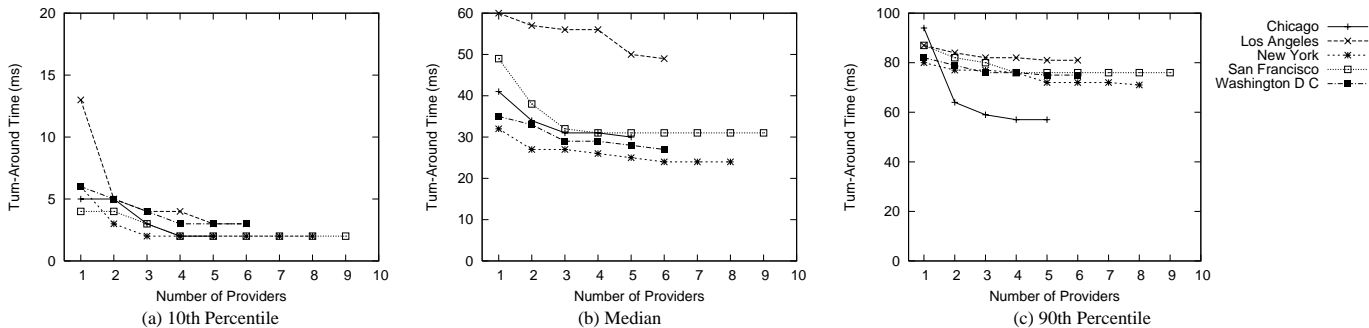 20
15
10
5
0
Turn-Around Time (ms)
1 2 3 4 5 6 7 8 9 10
Number of Providers
(a) 10th Percentile
60
50
40
30
20
10
0
Turn-Around Time (ms)
1 2 3 4 5 6 7 8 9 10
Number of Providers
(b) Median
100
80
60
40
20
0
Turn-Around Time (ms)
1 2 3 4 5 6 7 8 9 10
Number of Providers
(c) 90th Percentile
Chicago
Los Angeles
New York
San Francisco
Washington D C